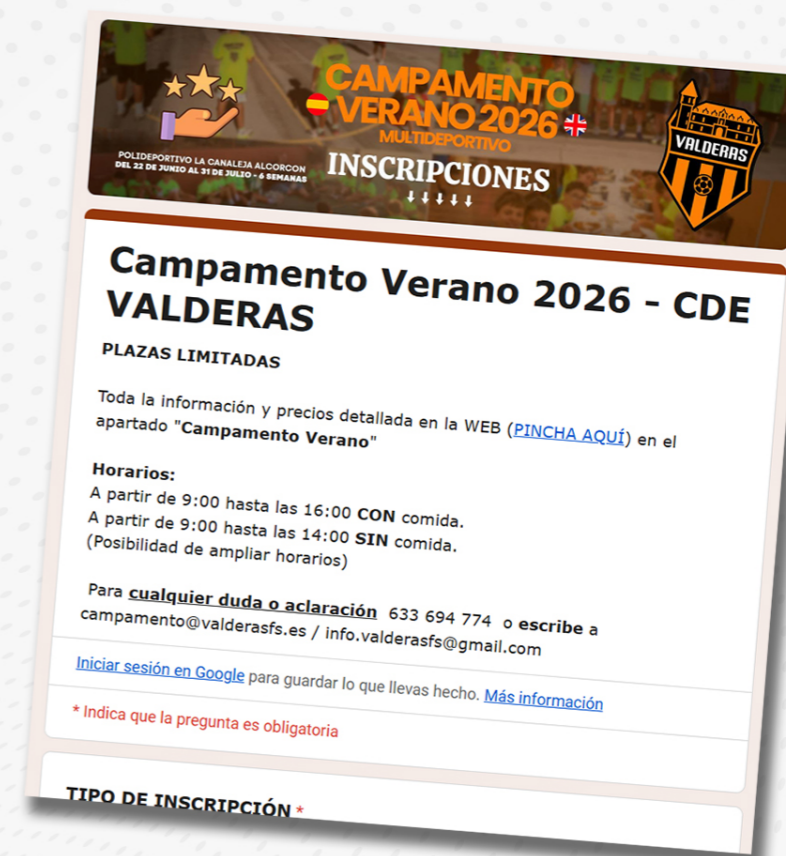 CAMPAMENTO
VERANO 2026
MULTIDEPORTIVO
POLIDEPORTIVO LA CANALEJA ALCORCON
DEL 22 DE JUNIO AL 31 DE JULIO - 6 SEMANAS
INSCRIPCIONES
↓↓↓↓↓
VALDERAS
Campamento Verano 2026 - CDE
VALDERAS
PLAZAS LIMITADAS
Toda la información y precios detallada en la WEB (PINCHA AQUÍ) en el
apartado "Campamento Verano"
Horarios:
A partir de 9:00 hasta las 16:00 CON comida.
A partir de 9:00 hasta las 14:00 SIN comida.
(Posibilidad de ampliar horarios)
Para cualquier duda o aclaración 633 694 774 o escribe a
campamento@valderasfs.es / info.valderasfs@gmail.com
Iniciar sesión en Google para guardar lo que llevas hecho. Más información
* Indica que la pregunta es obligatoria
TIPO DE INSCRIPCIÓN *